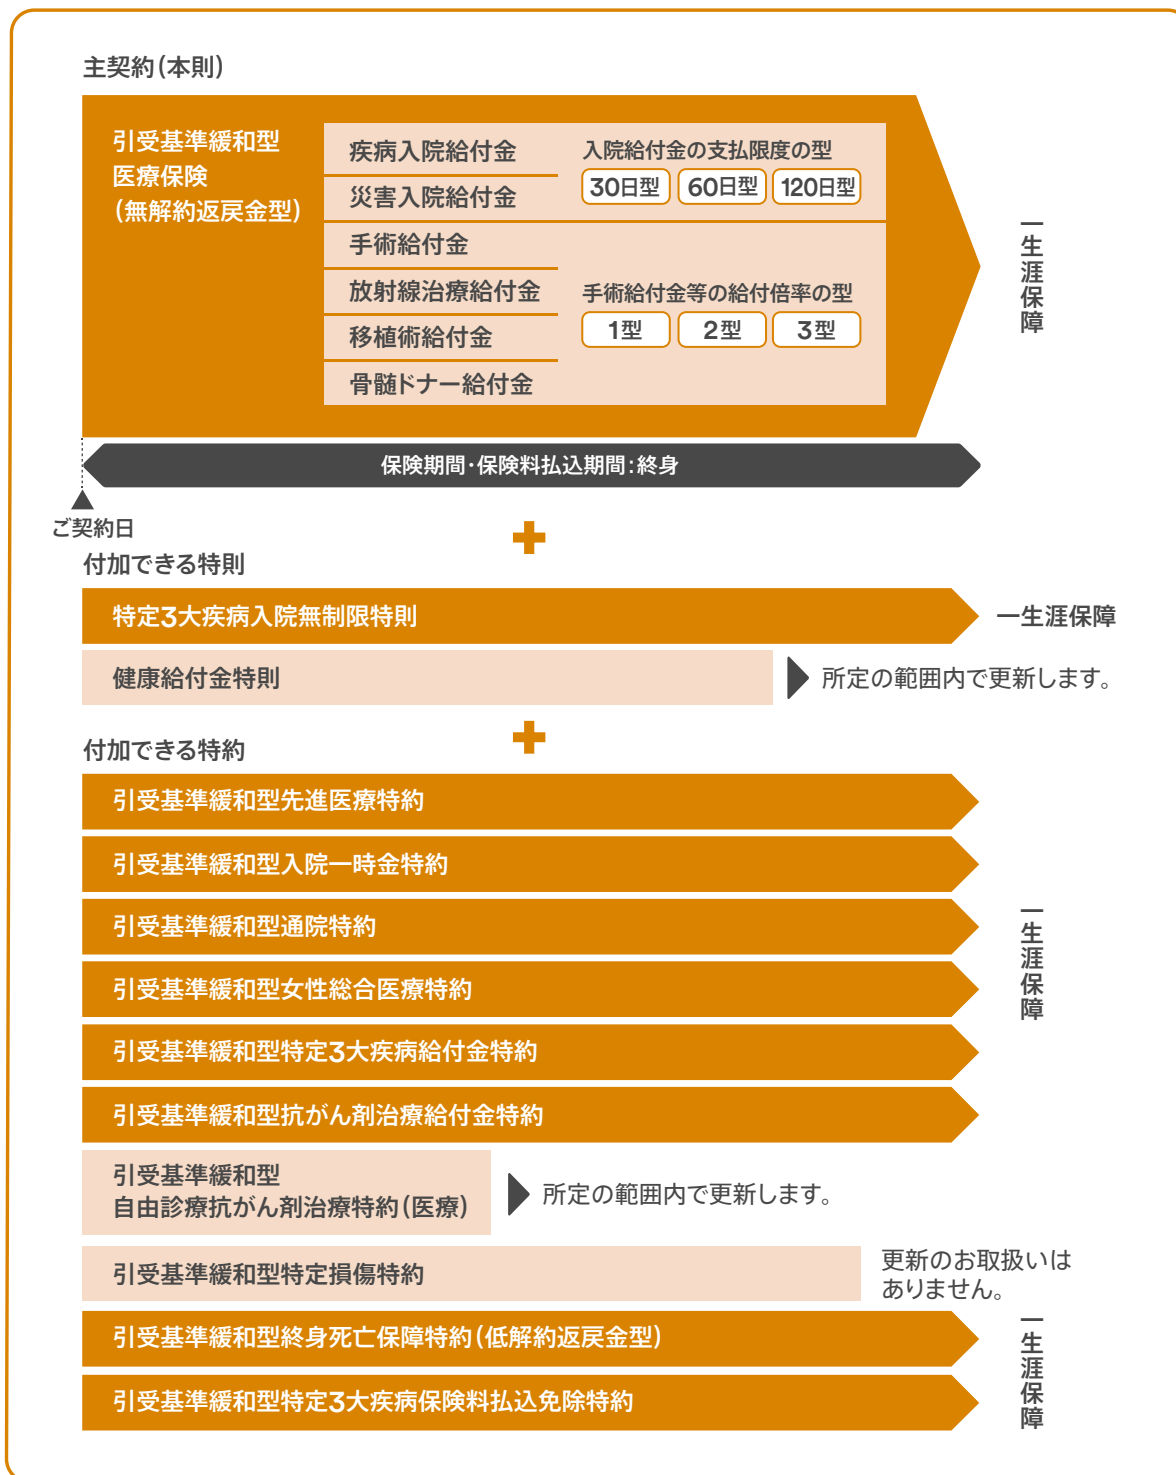 主契約(本則)
引受基準緩和型
医療保険
(無解約返戻金型)
疾病入院給付金
災害入院給付金
入院給付金の支払限度の型
30日型 60日型 120日型
手術給付金
放射線治療給付金
移植術給付金
骨髄ドナー給付金
手術給付金等の給付倍率の型
1型 2型 3型
一生涯保障
保険期間・保険料払込期間:終身
ご契約日
付加できる特則
特定3大疾病入院無制限特則
一生涯保障
健康給付金特則
所定の範囲内で更新します。
付加できる特約
引受基準緩和型先進医療特約
引受基準緩和型入院一時金特約
引受基準緩和型通院特約
引受基準緩和型女性総合医療特約
引受基準緩和型特定3大疾病給付金特約
引受基準緩和型抗がん剤治療給付金特約
一生涯保障
引受基準緩和型
自由診療抗がん剤治療特約(医療)
所定の範囲内で更新します。
引受基準緩和型特定損傷特約
更新のお取扱いは
ありません。
引受基準緩和型終身死亡保障特約(低解約返戻金型)
引受基準緩和型特定3大疾病保険料払込免除特約
一生涯保障